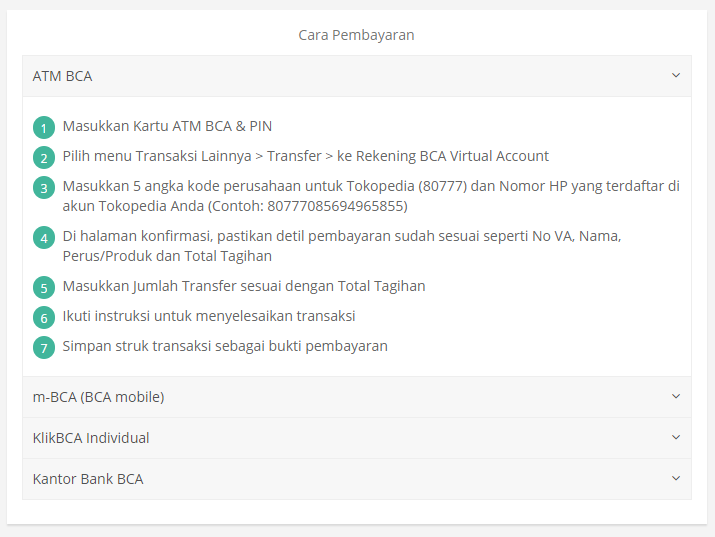 Cara Pembayaran
ATM BCA
1 Masukkan Kartu ATM BCA & PIN
2 Pilih menu Transaksi Lainnya > Transfer > ke Rekening BCA Virtual Account
3 Masukkan 5 angka kode perusahaan untuk Tokopedia (80777) dan Nomor HP yang terdaftar di
akun Tokopedia Anda (Contoh: 80777085694965855)
4 Di halaman konfirmasi, pastikan detil pembayaran sudah sesuai seperti No VA, Nama,
Perus/Produk dan Total Tagihan
5 Masukkan Jumlah Transfer sesuai dengan Total Tagihan
6 Ikuti instruksi untuk menyelesaikan transaksi
7 Simpan struk transaksi sebagai bukti pembayaran
m-BCA (BCA mobile)
KlikBCA Individual
Kantor Bank BCA